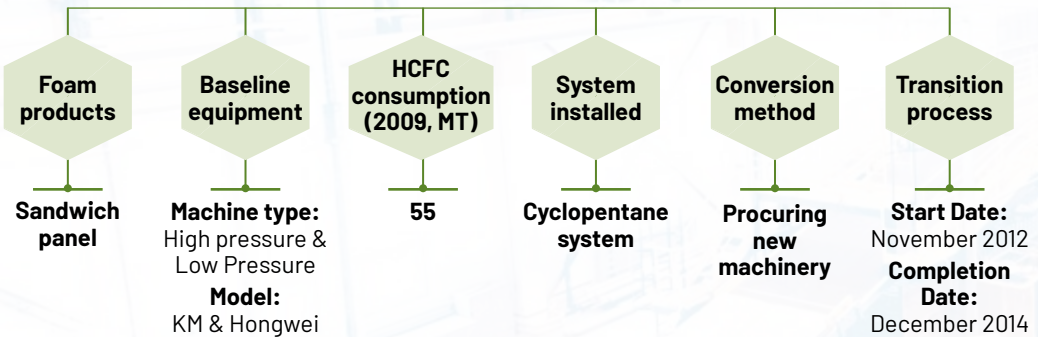 Foam
products
Sandwich
panel
Baseline
equipment
Machine type:
High pressure &
Low Pressure
Model:
KM & Hongwei
HCFC
consumption
(2009, MT)
55
System
installed
Cyclopentane
system
Conversion
method
Procuring
new
machinery
Transition
process
Start Date:
November 2012
Completion
Date:
December 2014